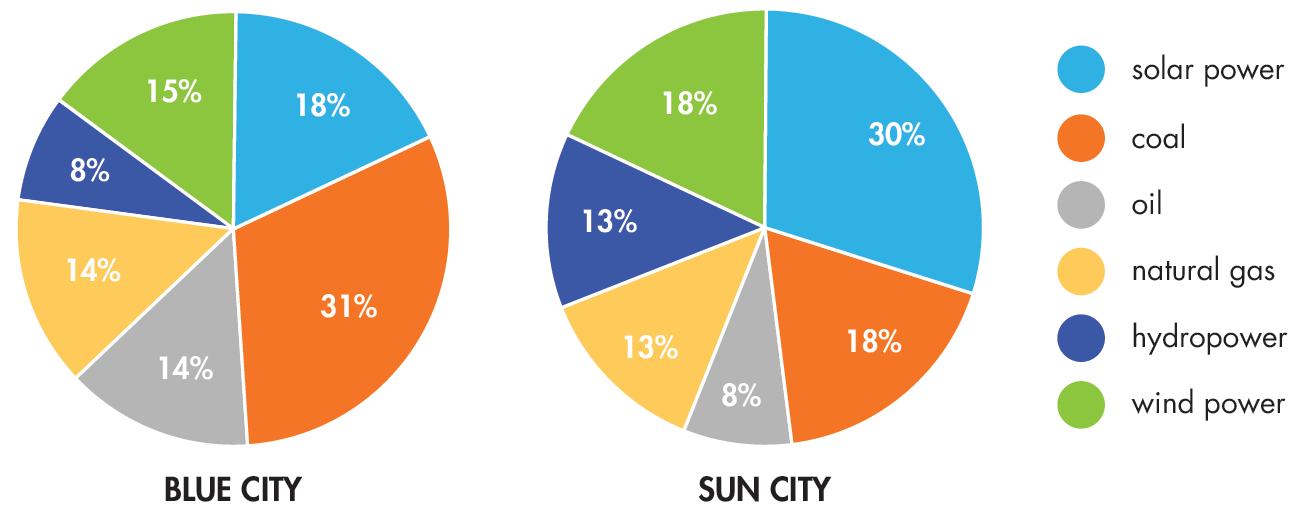 15%
18%
8%
14%
31%
14%
BLUE CITY
18%
30%
13%
13%
18%
8%
SUN CITY
solar power
coal
oil
natural gas
hydropower
wind power